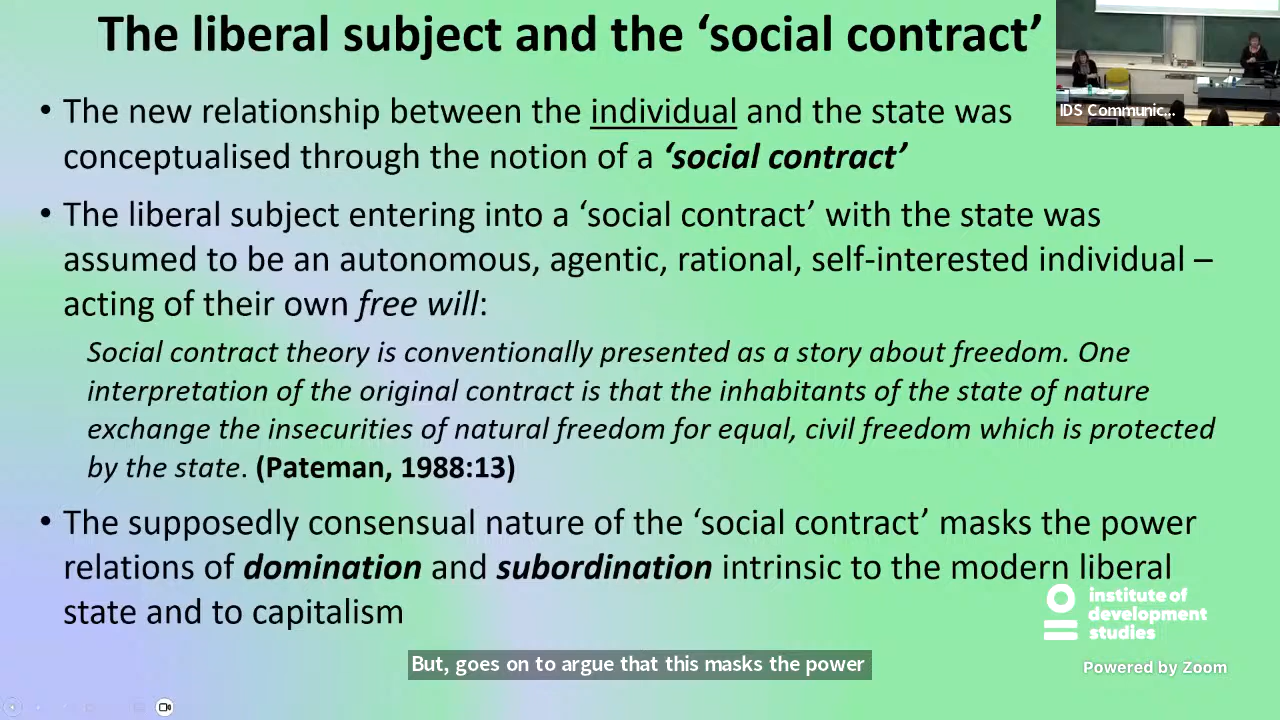 The liberal subject and the ‘social contract’
IDS Communic...
• The new relationship between the individual and the state was
conceptualised through the notion of a ‘social contract’
• The liberal subject entering into a ‘social contract’ with the state was
assumed to be an autonomous, agentic, rational, self-interested individual –
acting of their own free will:
Social contract theory is conventionally presented as a story about freedom. One
interpretation of the original contract is that the inhabitants of the state of nature
exchange the insecurities of natural freedom for equal, civil freedom which is protected
by the state. (Pateman, 1988:13)
• The supposedly consensual nature of the ‘social contract’ masks the power
relations of domination and subordination intrinsic to the modern liberal
state and to capitalism
institute of
development
studies
But, goes on to argue that this masks the power
Powered by Zoom